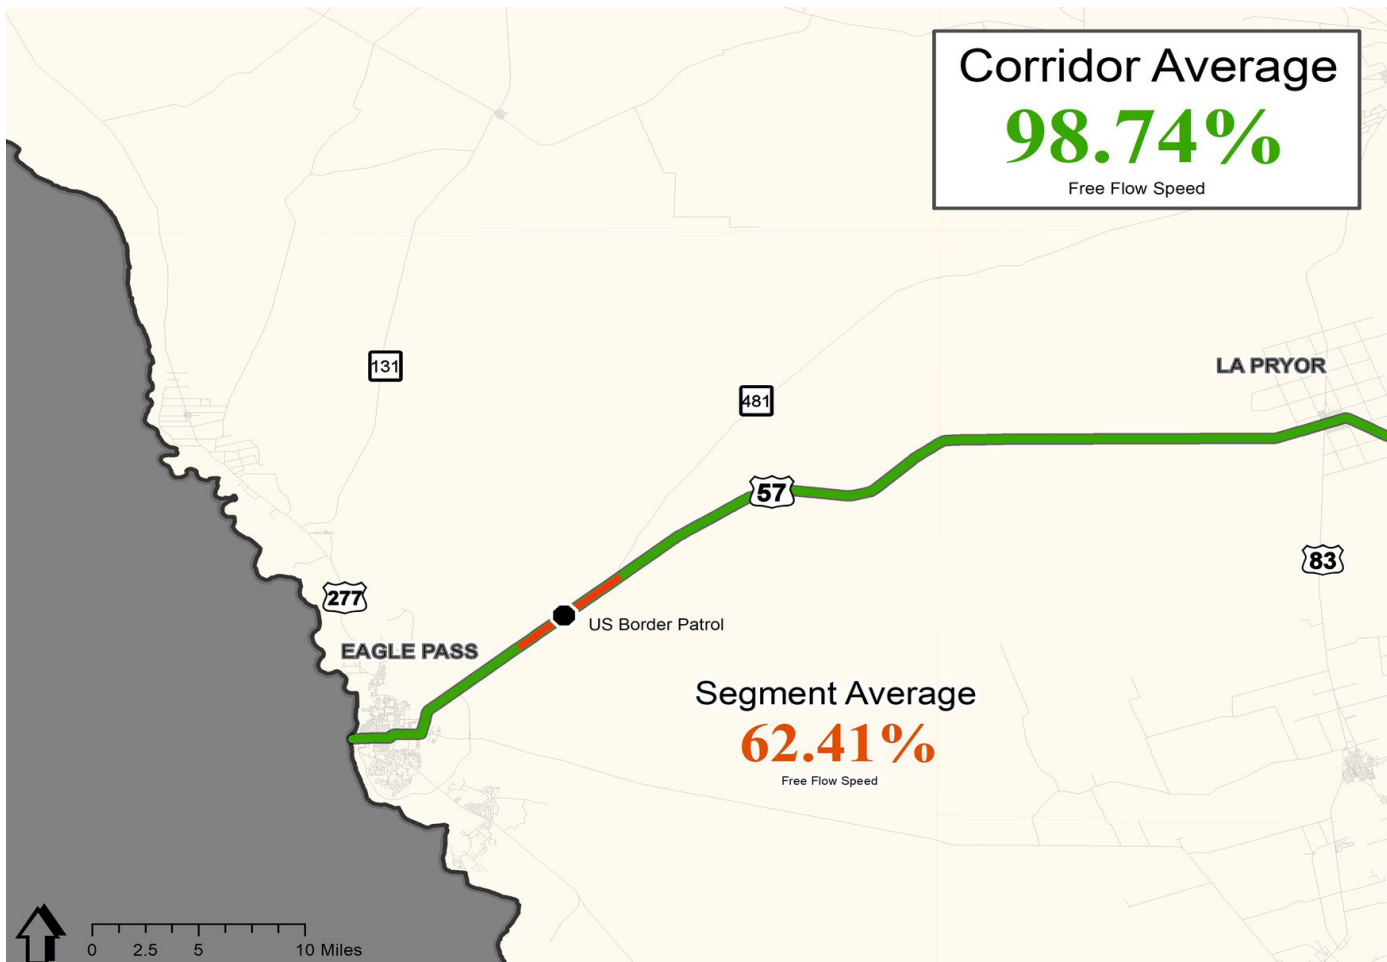 Corridor Average
98.74%
Free Flow Speed
131
481
LA PRYOR
57
83
277
US Border Patrol
EAGLE PASS
Segment Average
62.41%
Free Flow Speed
0 2.5 5 10 Miles